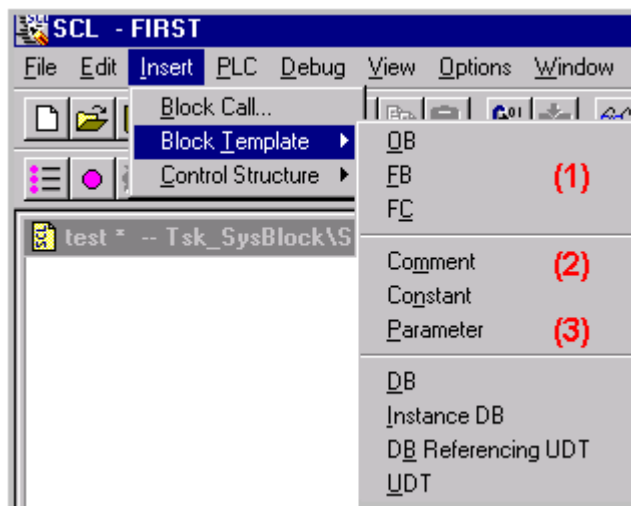 SCL - FIRST
File Edit Insert PLC Debug View Options Window
Block Call...
Block Template
Control Structure
OB
FB (1)
FC
Comment (2)
Constant
Parameter (3)
DB
Instance DB
DB Referencing UDT
UDT
test * -- Tsk_SysBlock\S